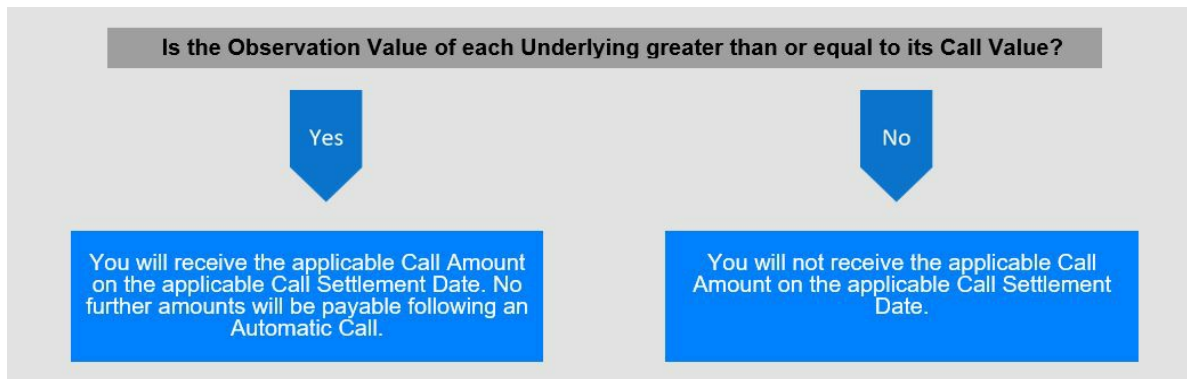 Is the Observation Value of each Underlying greater than or equal to its Call Value?
Yes
No
You will receive the applicable Call Amount
on the applicable Call Settlement Date. No
further amounts will be payable following an
Automatic Call.
You will not receive the applicable Call
Amount on the applicable Call Settlement
Date.